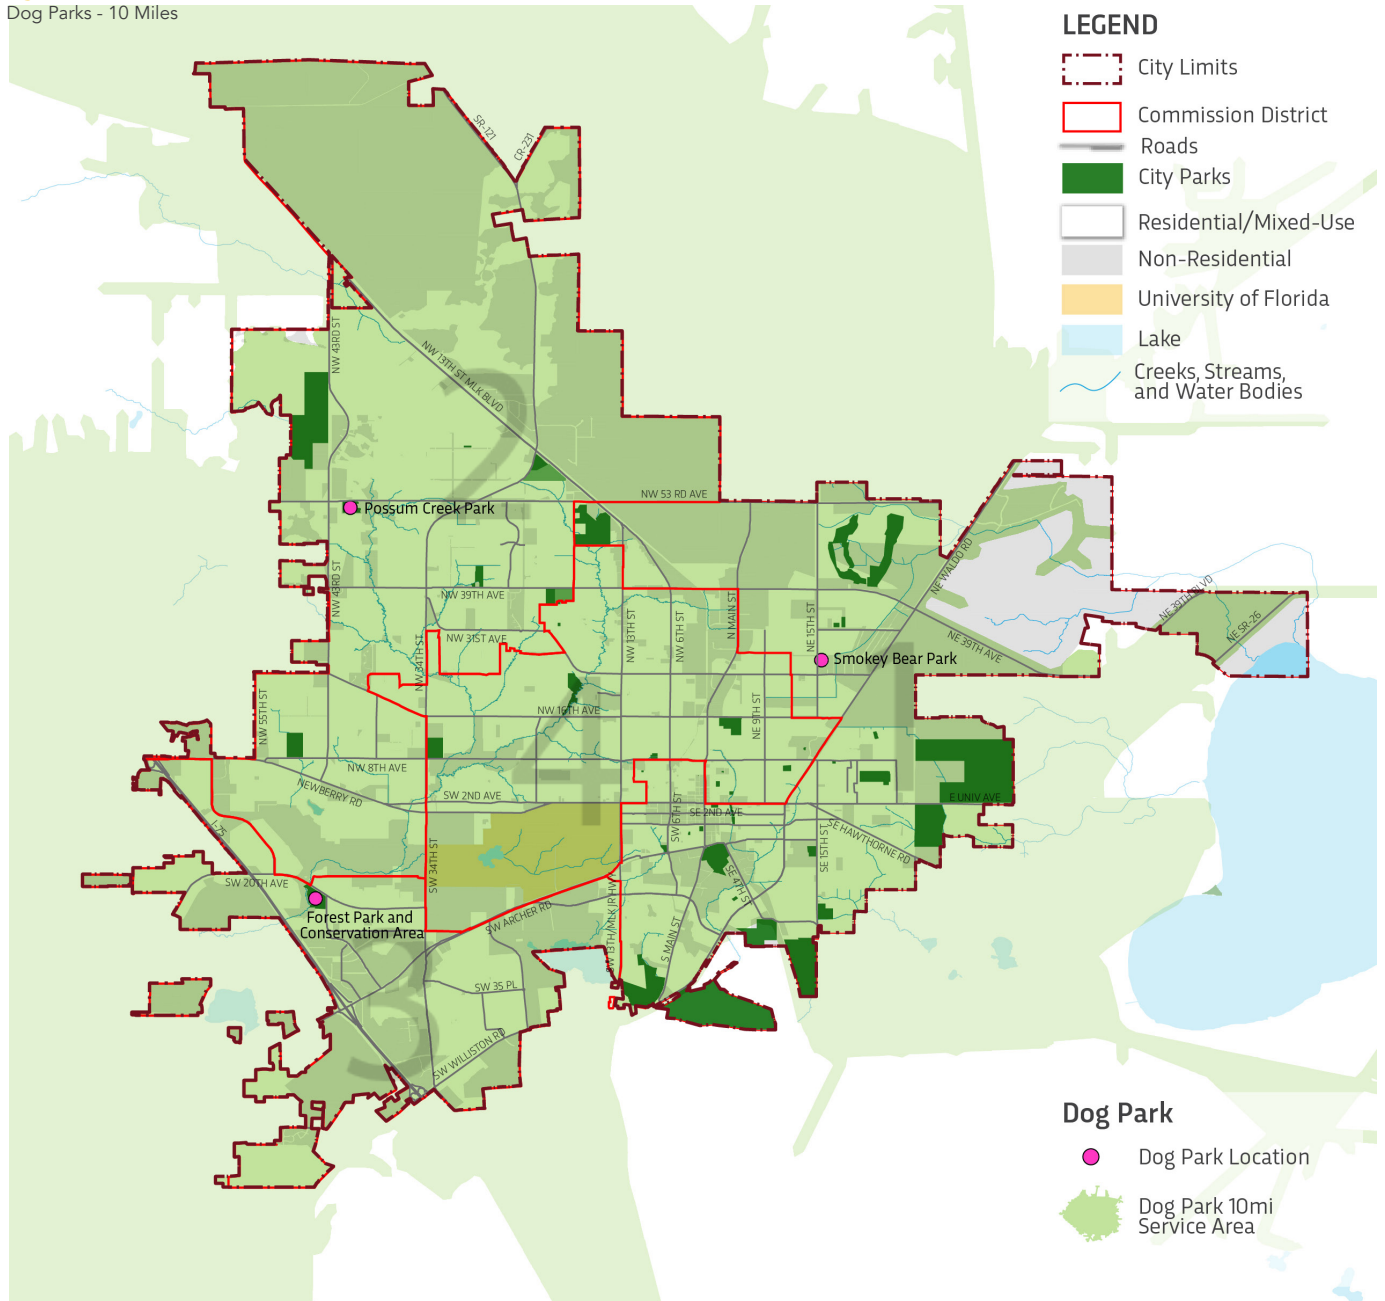 Dog Parks - 10 Miles
LEGEND
City Limits
Commission District
Roads
City Parks
Residential/Mixed-Use
Non-Residential
University of Florida
Lake
Creeks, Streams,
and Water Bodies
SR-121
CR-231
NW 43RD ST
NW 13TH ST MLK BLVD
2
NW 53 RD AVE
Possum Creek Park
NW 43RD ST
NW 39TH AVE
NE WALDO RD
NE 39TH BLVD
NE SR-26
NW 31ST AVE
NW 34TH ST
NW 13TH ST
NW 6TH ST
N MAIN ST
NE 15TH ST
NE 39TH AVE
Smokey Bear Park
NW 55TH ST
NW 16TH AVE
NE 9TH ST
4
NW 8TH AVE
NEWBERRY RD
SW 2ND AVE
SE 2ND AVE
E UNIV AVE
I-75
SW 34TH ST
SW 6TH ST
SE 15TH ST
SE HAWTHORNE RD
SW 20TH AVE
SE 4TH ST
Forest Park and
Conservation Area
SW ARCHER RD
SW 13TH/MLK JR HWY
S MAIN ST
3
SW 35 PL
SW WILLISTON RD
Dog Park
Dog Park Location
Dog Park 10mi
Service Area